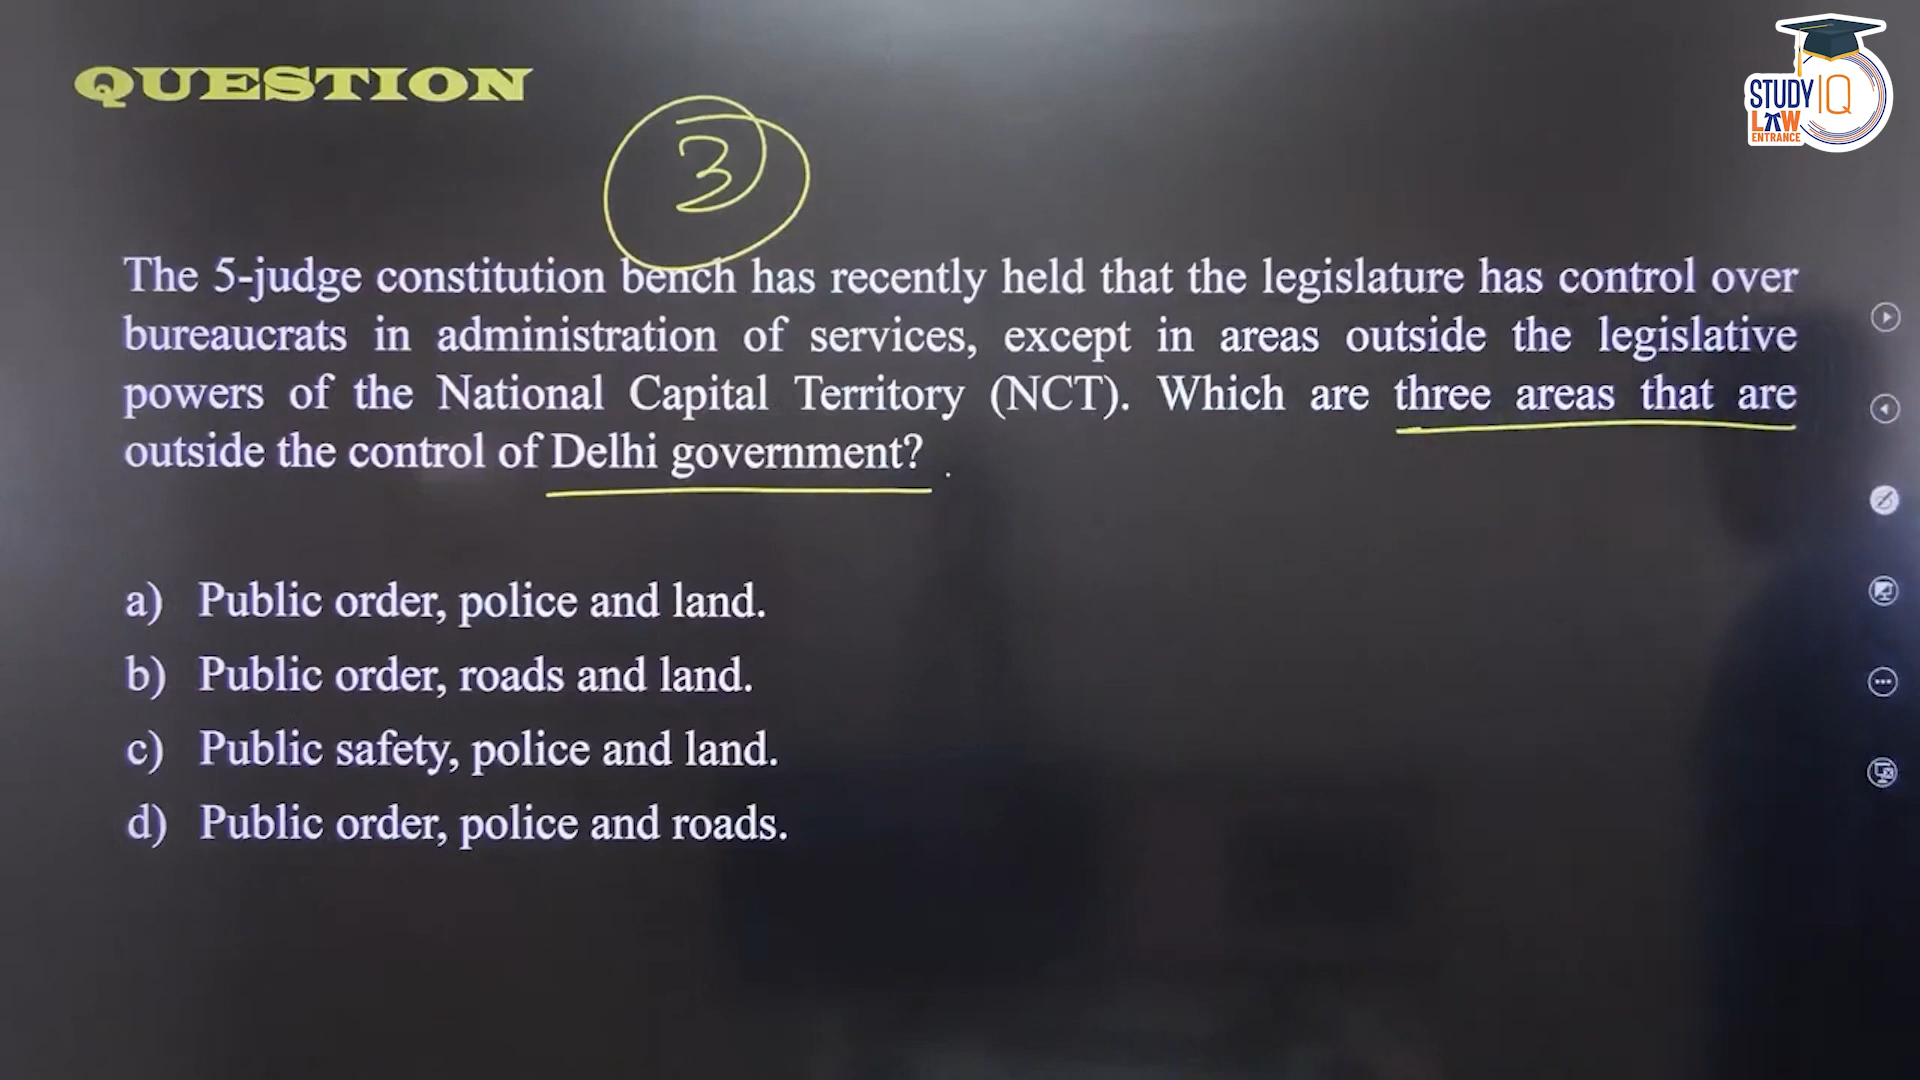 QUESTION
STUDY IQ
LAW
ENTRANCE
3
The 5-judge constitution bench has recently held that the legislature has control over
bureaucrats in administration of services, except in areas outside the legislative
powers of the National Capital Territory (NCT). Which are three areas that are
outside the control of Delhi government?
a) Public order, police and land.
b) Public order, roads and land.
c) Public safety, police and land.
d) Public order, police and roads.